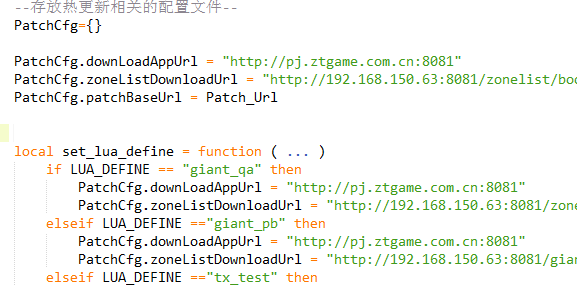 --存放热更新相关的配置文件--
PatchCfg={}
PatchCfg.downLoadAppUrl = "http://pj.ztgame.com.cn:8081"
PatchCfg.zoneListDownloadUrl = "http://192.168.150.63:8081/zonelist/boo
PatchCfg.patchBaseUrl = Patch_Url
local set_lua_define = function ( ... )
if LUA_DEFINE == "giant_qa" then
PatchCfg.downLoadAppUrl = "http://pj.ztgame.com.cn:8081"
PatchCfg.zoneListDownloadUrl = "http://192.168.150.63:8081/zone
elseif LUA_DEFINE =="giant_pb" then
PatchCfg.downLoadAppUrl = "http://pj.ztgame.com.cn:8081"
PatchCfg.zoneListDownloadUrl = "http://192.168.150.63:8081/gian
elseif LUA_DEFINE =="tx_test" then